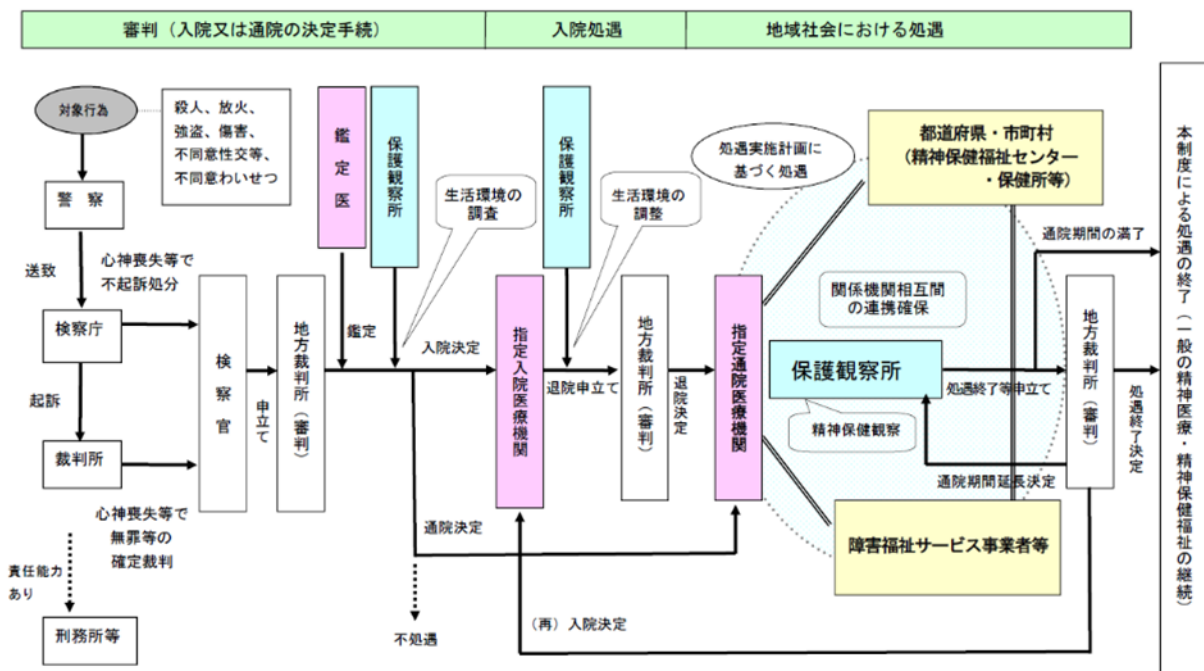 審判（入院又は通院の決定手続）
入院処遇
地域社会における処遇
対象行為
殺人、放火、
強盗、傷害、
不同意性交等、
不同意わいせつ
警察
送致
心神喪失等で
不起訴処分
検察庁
起訴
裁判所
心神喪失等で
無罪等の
確定裁判
責任能力
あり
刑務所等
検察官
申立て
地方裁判所（審判）
鑑定医
鑑定
保護観察所
生活環境の
調査
入院決定
通院決定
不処遇
指定入院医療機関
保護観察所
生活環境の
調整
退院申立て
地方裁判所（審判）
退院決定
指定通院医療機関
処遇実施計画に
基づく処遇
都道府県・市町村
（精神保健福祉センター
・保健所等）
関係機関相互間
の連携確保
保護観察所
精神保健観察
障害福祉サービス事業者等
通院期間の満了
処遇終了等申立て
通院期間延長決定
地方裁判所（審判）
処遇終了決定
（再）入院決定
本制度による処遇の終了（一般の精神医療・精神保健福祉の継続）